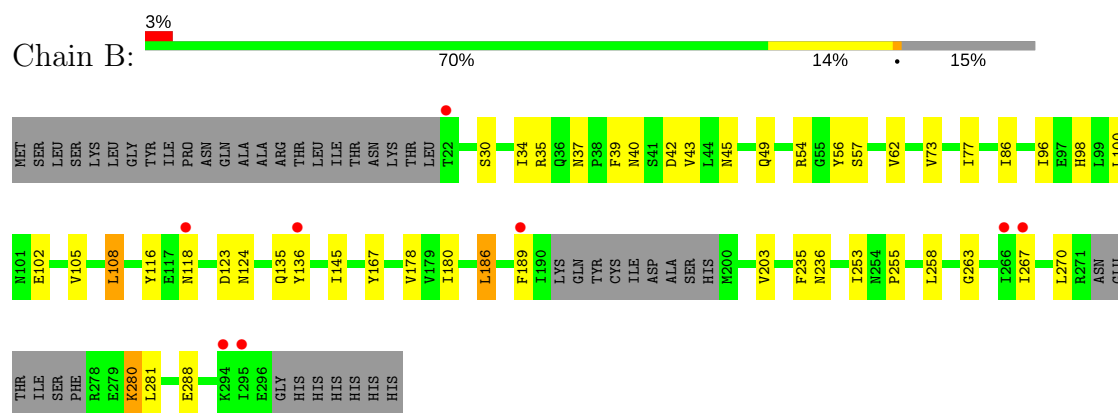 3%
Chain B:
70% 14% • 15%
MET SER LEU SER LYS LEU GLY TYR ILE PRO ASN GLN ALA ALA ARG THR LEU ILE THR ASN LYS THR LEU T22 S30 I34 R35 Q36 N37 P38 F39 N40 S41 D42 V43 L44 N45 Q49 R54 G55 Y56 S57 V62 V73 I77 I86 I96 E97 H98 L99 L100
N101 E102 V105 L108 Y116 E117 N118 D123 N124 Q135 Y136 I145 Y167 V178 V179 I180 L186 F189 I190 LYS GLN TYR CYS ILE ASP ALA SER HIS M200 V203 F235 N236 I253 N254 P255 L258 G263 I266 I267 L270 R271 ASN GLU
THR ILE SER PHE R278 E279 K280 L281 E288 K294 I295 E296 GLY HIS HIS HIS HIS HIS HIS